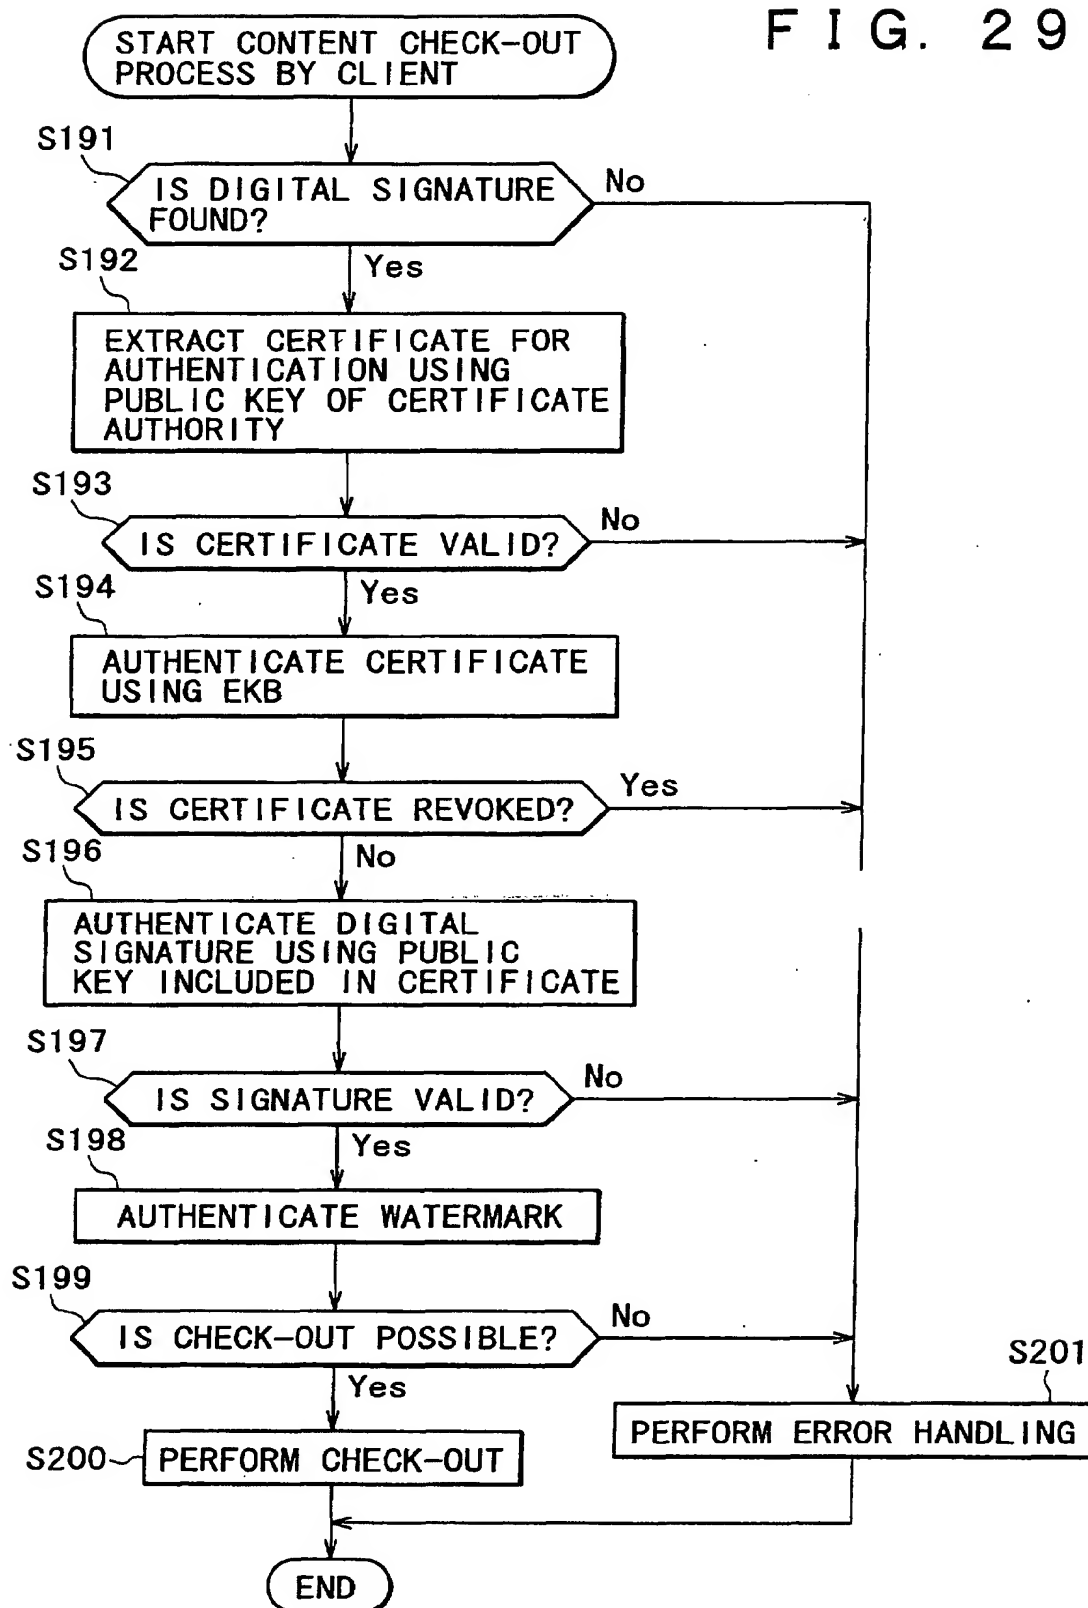 FIG. 29
START CONTENT CHECK-OUT
PROCESS BY CLIENT
S191
IS DIGITAL SIGNATURE
FOUND?
No
Yes
S192
EXTRACT CERTIFICATE FOR
AUTHENTICATION USING
PUBLIC KEY OF CERTIFICATE
AUTHORITY
S193
IS CERTIFICATE VALID?
No
Yes
S194
AUTHENTICATE CERTIFICATE
USING EKB
S195
IS CERTIFICATE REVOKED?
Yes
No
S196
AUTHENTICATE DIGITAL
SIGNATURE USING PUBLIC
KEY INCLUDED IN CERTIFICATE
S197
IS SIGNATURE VALID?
No
Yes
S198
AUTHENTICATE WATERMARK
S199
IS CHECK-OUT POSSIBLE?
No
Yes
S200
PERFORM CHECK-OUT
S201
PERFORM ERROR HANDLING
END